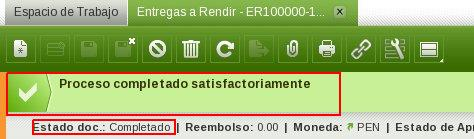 Espacio de Trabajo
Entregas a Rendir - ER100000-1...
Proceso completado satisfactoriamente
Estado doc.: Completado | Reembolso: 0.00 | Moneda: PEN | Estado de Apr